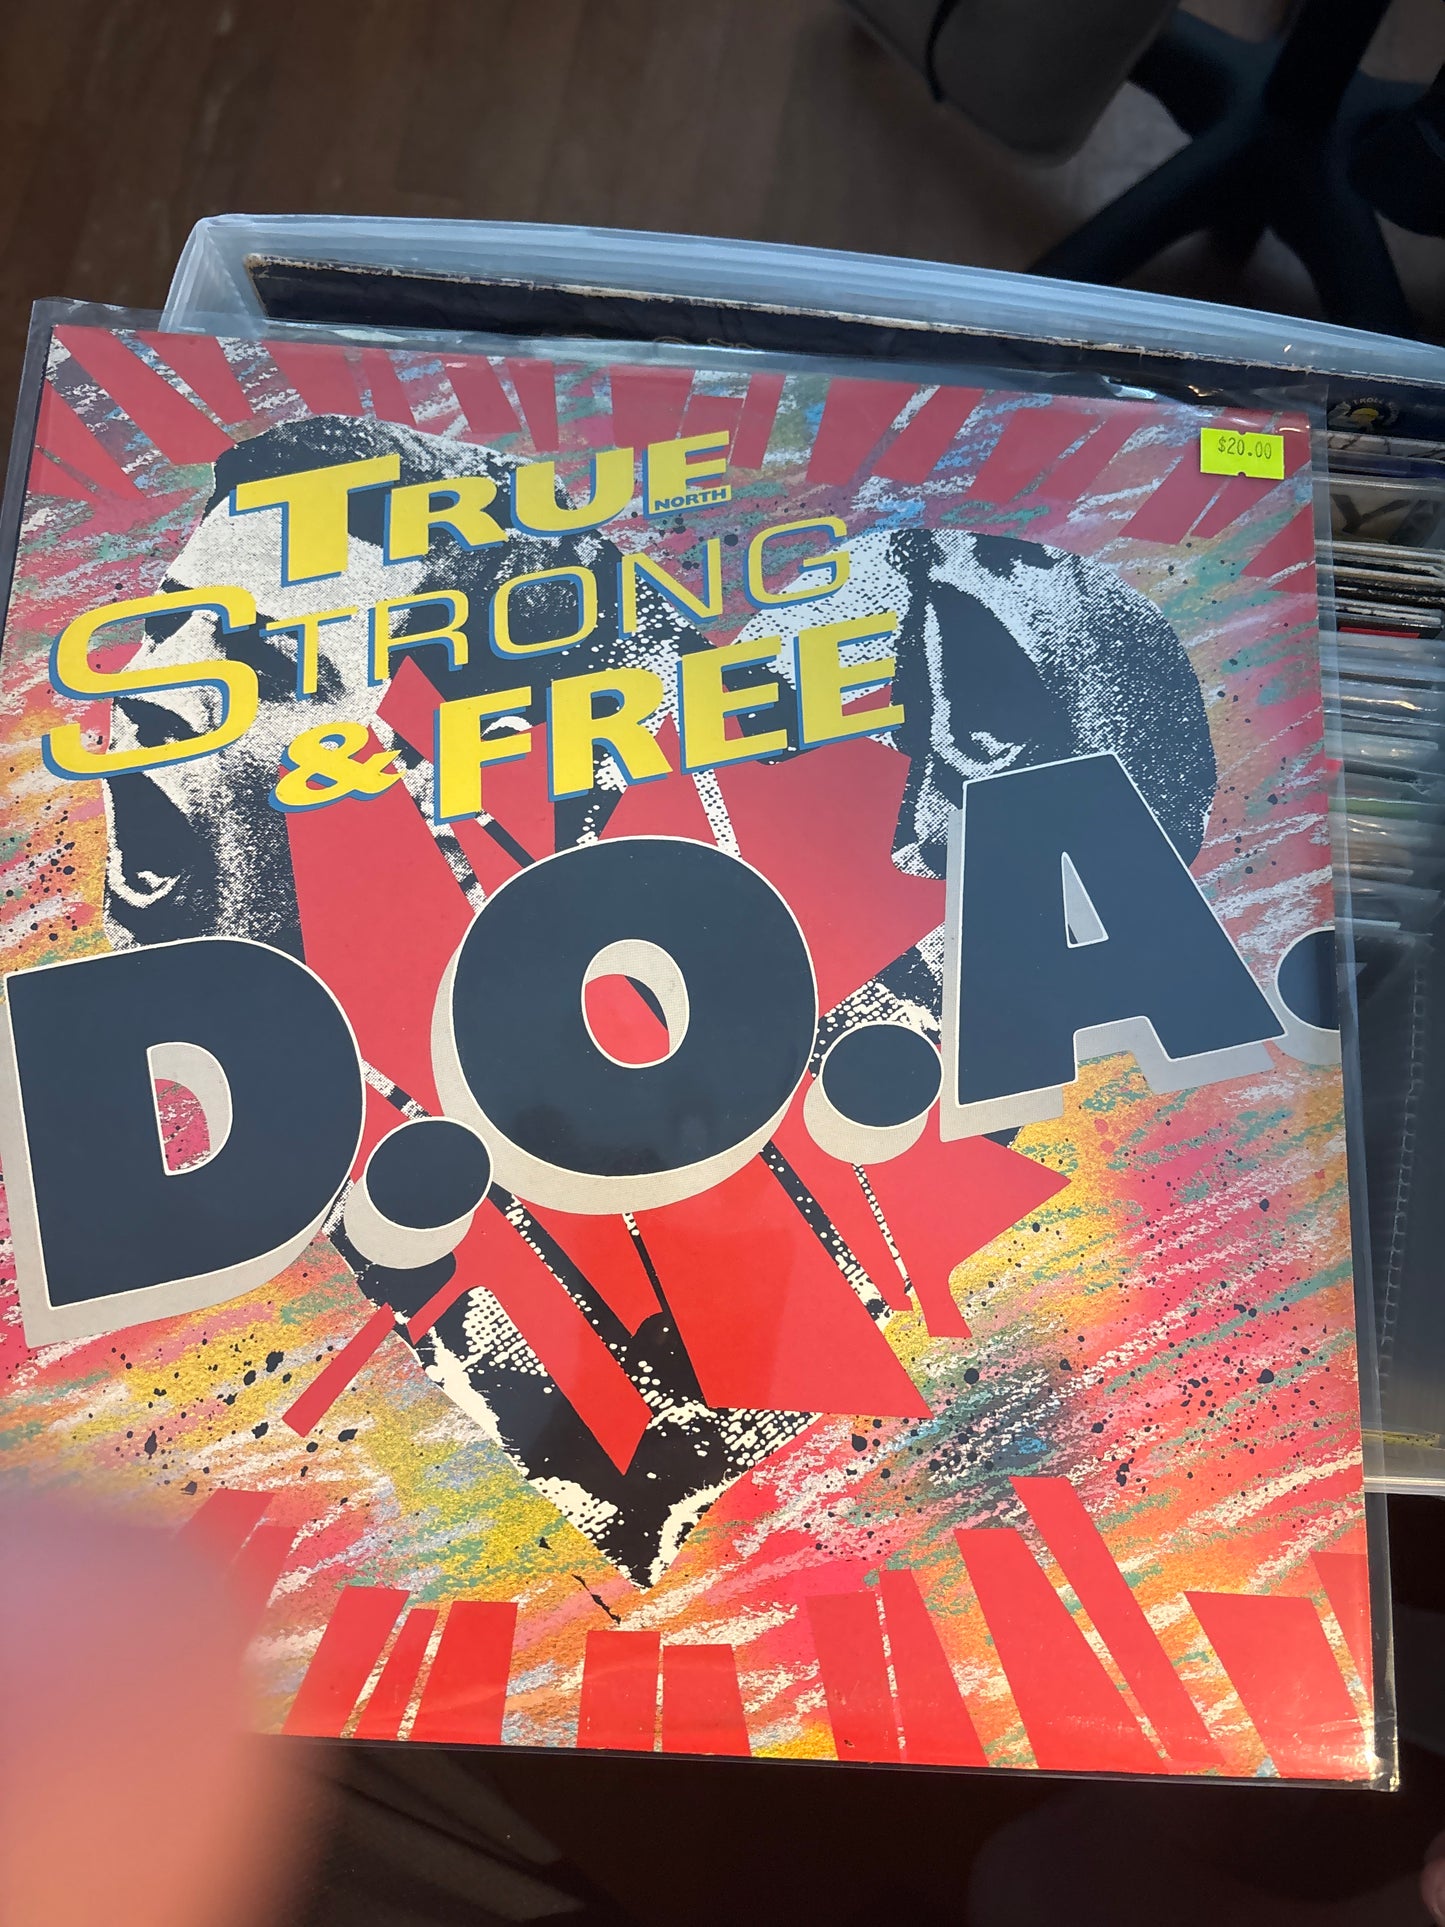 $20.00
TRUE
NORTH
STRONG
& FREE
D.O.A.